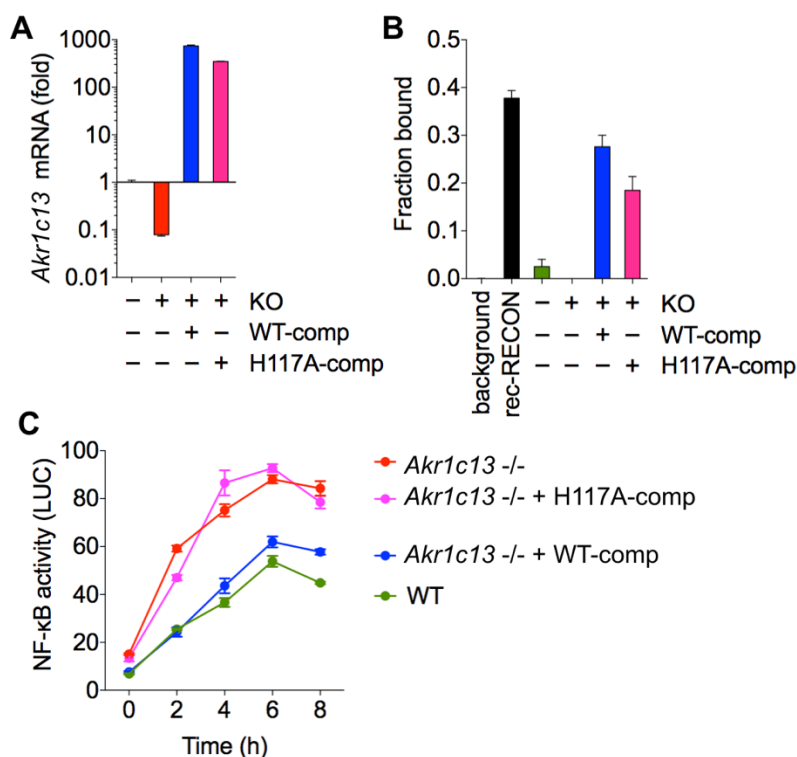 A
Akr1c13 mRNA (fold)
1000
100
10
1
0.1
0.01
− + + + KO
− − + − WT-comp
− − − + H117A-comp
B
Fraction bound
0.5
0.4
0.3
0.2
0.1
0.0
background
rec-RECON
− + + + KO
− − + − WT-comp
− − − + H117A-comp
C
NF-κB activity (LUC)
100
80
60
40
20
0
0 2 4 6 8
Time (h)
Akr1c13 -/-
Akr1c13 -/- + H117A-comp
Akr1c13 -/- + WT-comp
WT